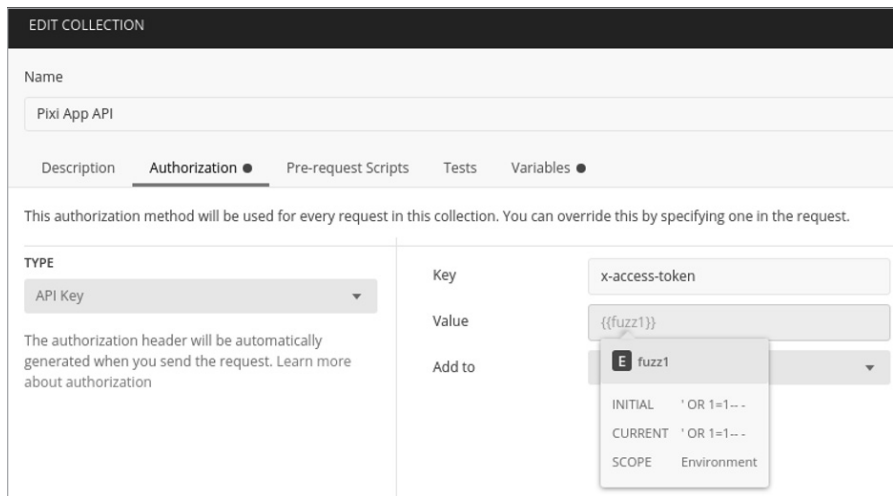 EDIT COLLECTION
Name
Pixi App API
Description Authorization Pre-request Scripts Tests Variables
This authorization method will be used for every request in this collection. You can override this by specifying one in the request.
TYPE
API Key
The authorization header will be automatically
generated when you send the request. Learn more
about authorization
Key x-access-token
Value {{fuzz1}}
Add to
E fuzz1
INITIAL ' OR 1=1-- -
CURRENT ' OR 1=1-- -
SCOPE Environment